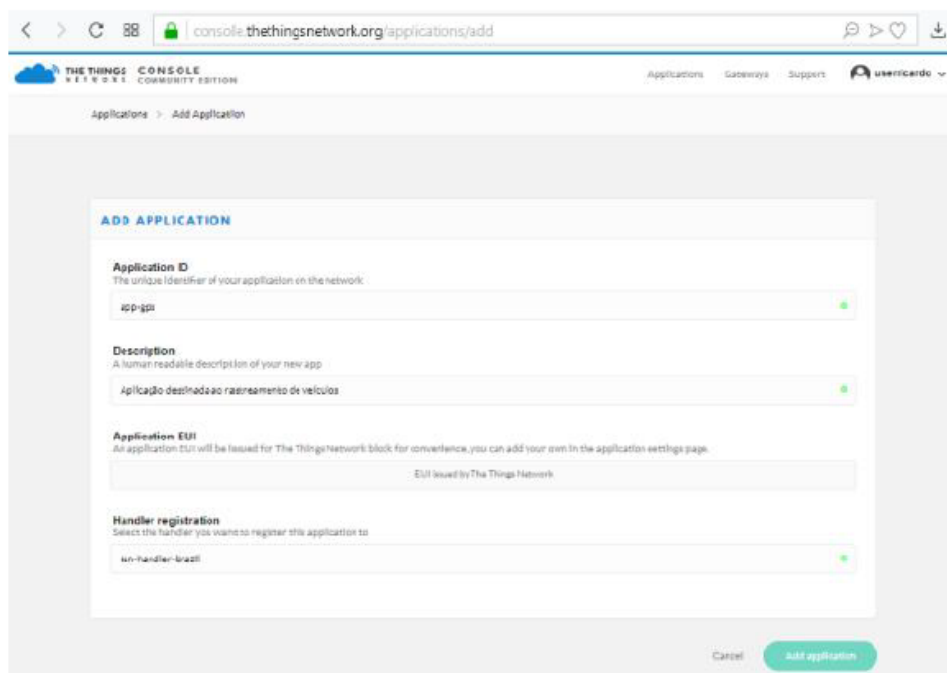 console.thethingsnetwork.org/applications/add
THE THINGS NETWORK CONSOLE COMMUNITY EDITION
Applications Gateways Support userricardo
Applications > Add Application
ADD APPLICATION
Application ID
The unique identifier of your application on the network
app-gps
Description
A human readable description of your new app
Aplicação destinada ao rastreamento de veículos
Application EUI
An application EUI will be issued for The Things Network block for convenience, you can add your own in the application settings page.
EUI issued by The Things Network
Handler registration
Select the handler you want to register this application to
ttn-handler-brazil
Cancel Add application